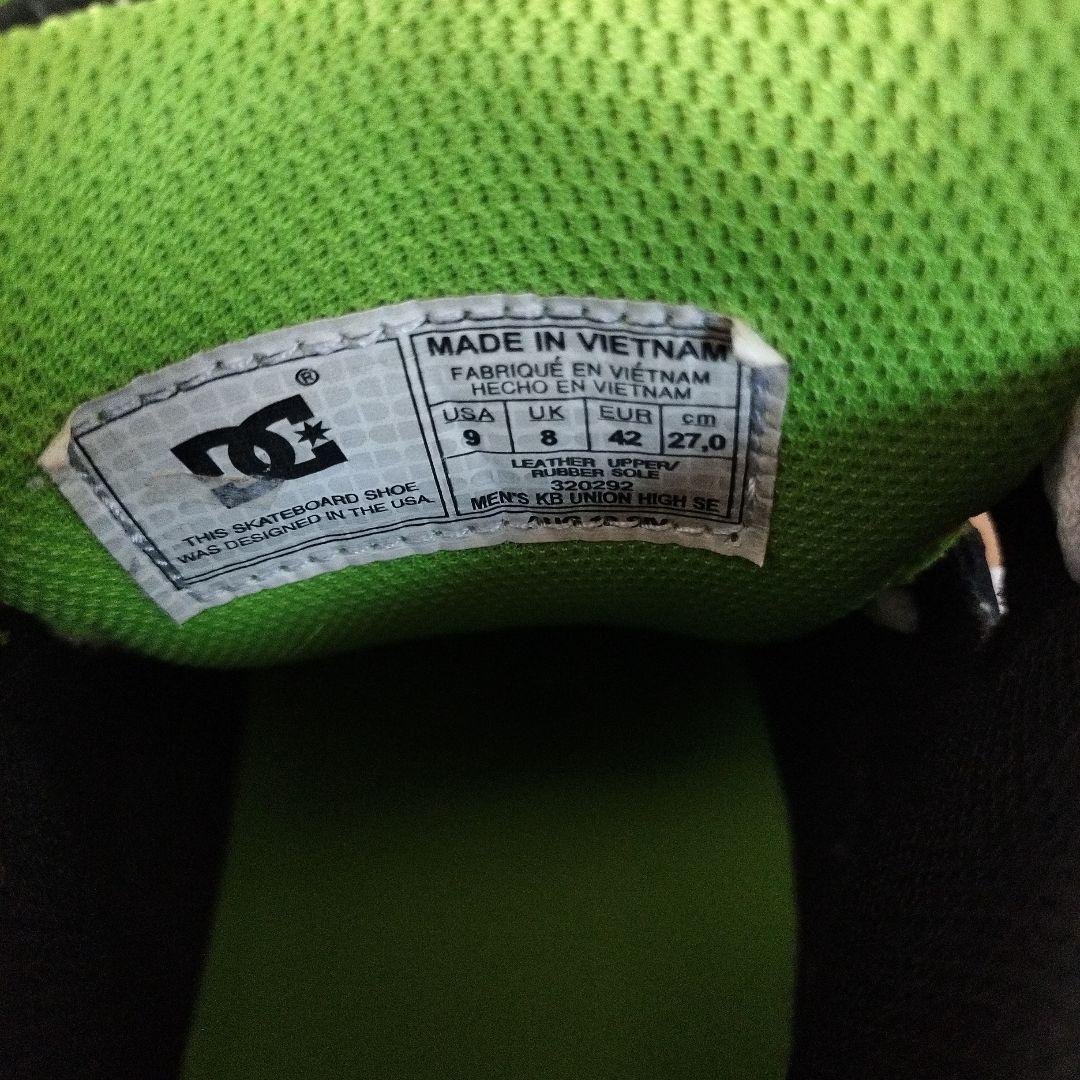 ®
DC
THIS SKATEBOARD SHOE
WAS DESIGNED IN THE USA.
MADE IN VIETNAM
FABRIQUÉ EN VIÉTNAM
HECHO EN VIETNAM
USA UK EUR cm
9 8 42 27,0
LEATHER UPPER/
RUBBER SOLE
320292
MEN'S KB UNION HIGH SE